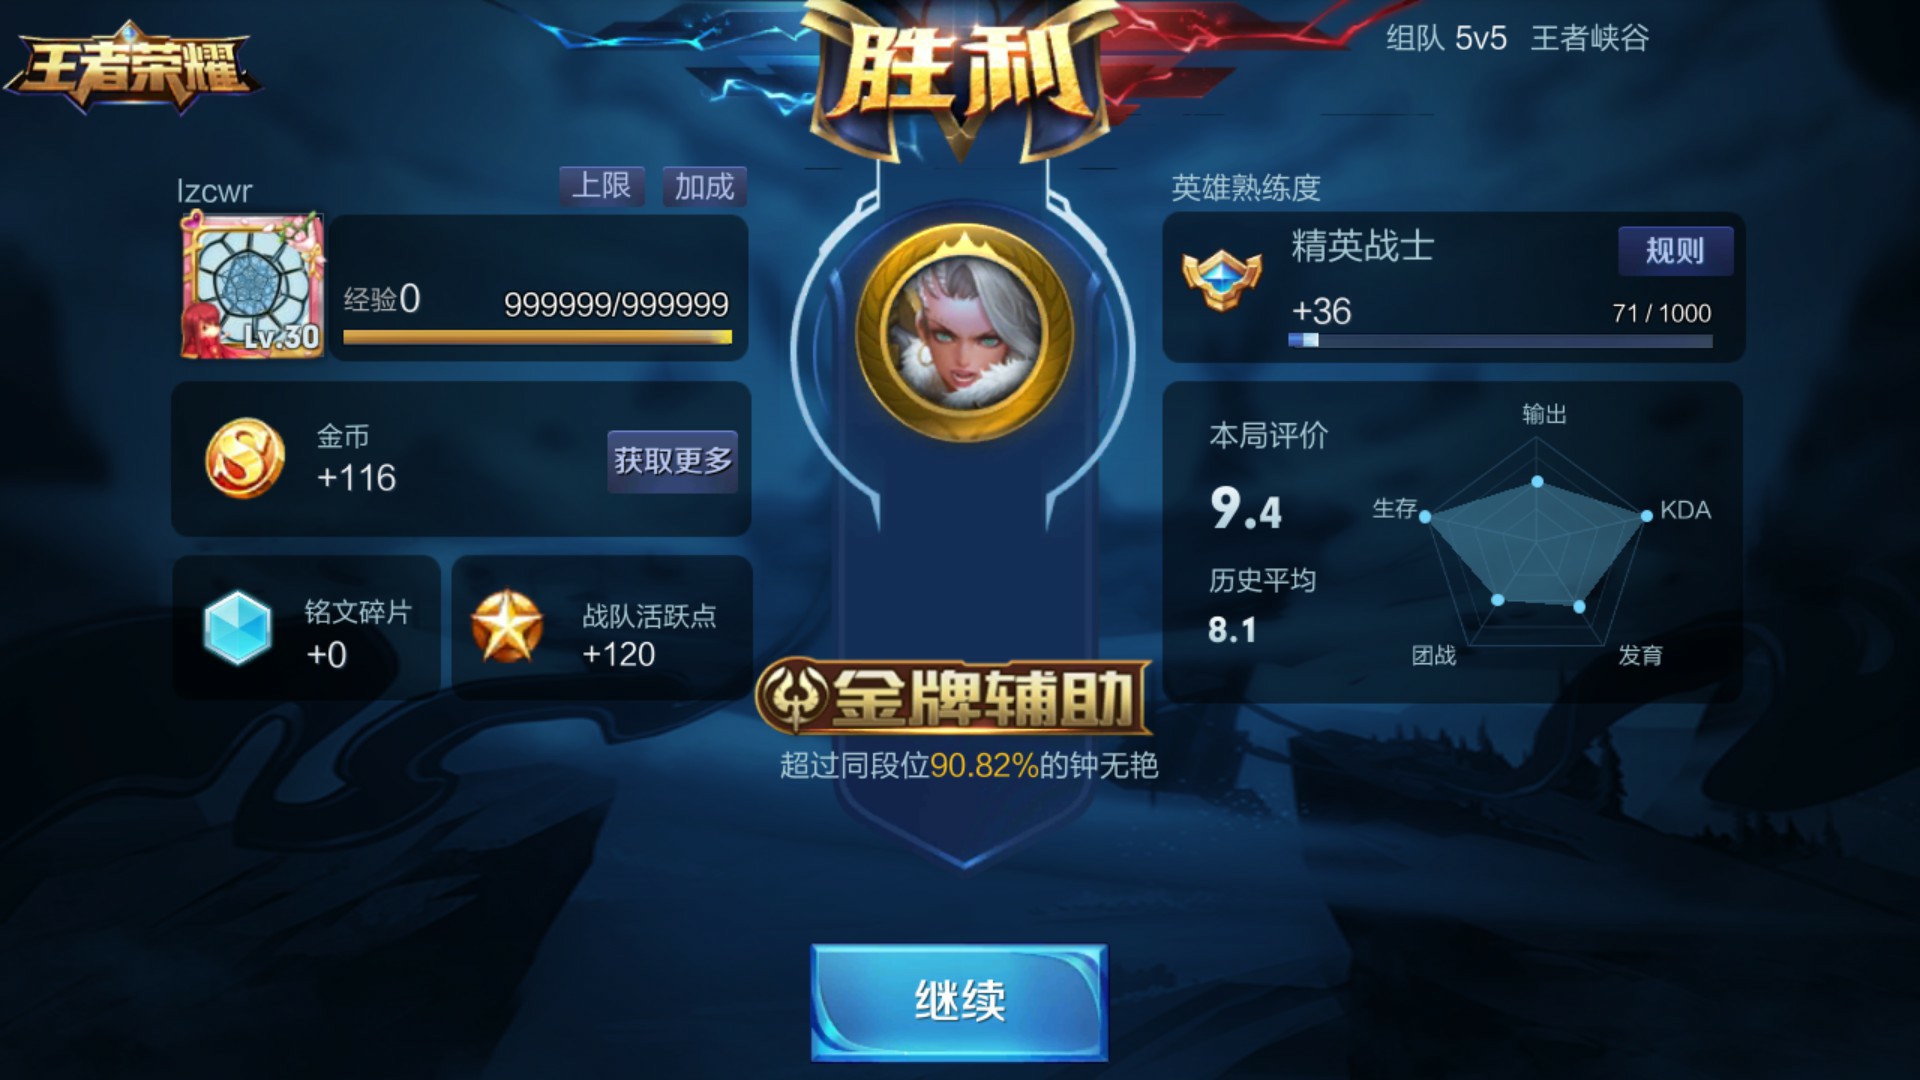 王者荣耀
胜利
组队 5v5 王者峡谷
lzcwr
上限
加成
Lv.30
经验0
999999/999999
金币
+116
获取更多
铭文碎片
+0
战队活跃点
+120
金牌辅助
超过同段位90.82%的钟无艳
英雄熟练度
精英战士
规则
+36
71 / 1000
本局评价
9.4
历史平均
8.1
输出
生存
KDA
团战
发育
继续